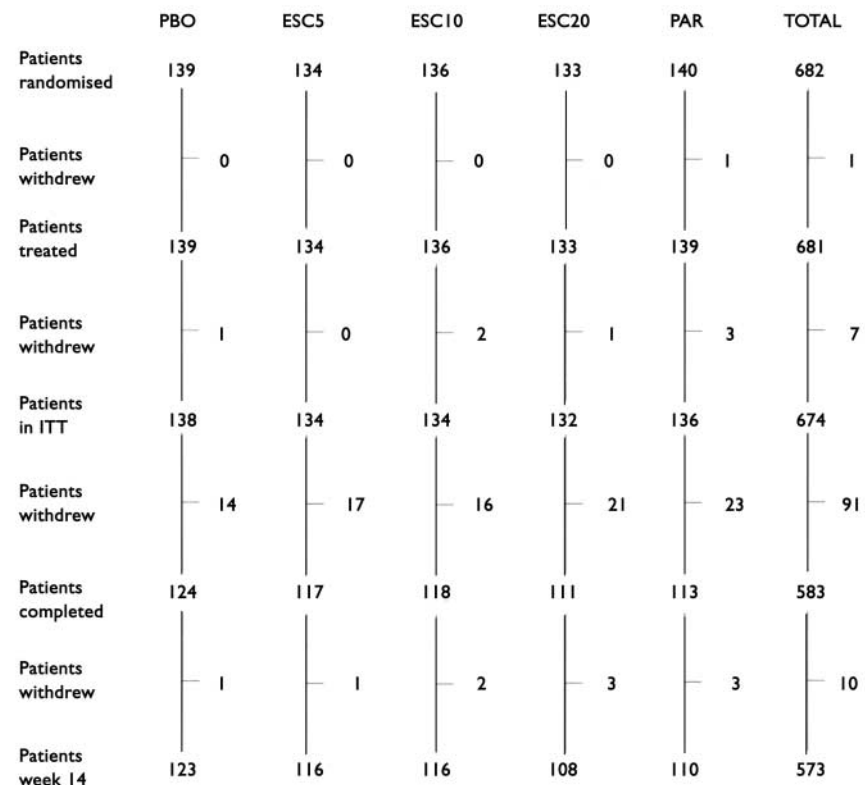 PBO ESC5 ESC10 ESC20 PAR TOTAL
Patients
randomised 139 134 136 133 140 682
Patients
withdrew 0 0 0 0 1 1
Patients
treated 139 134 136 133 139 681
Patients
withdrew 1 0 2 1 3 7
Patients
in ITT 138 134 134 132 136 674
Patients
withdrew 14 17 16 21 23 91
Patients
completed 124 117 118 111 113 583
Patients
withdrew 1 1 2 3 3 10
Patients
week 14 123 116 116 108 110 573